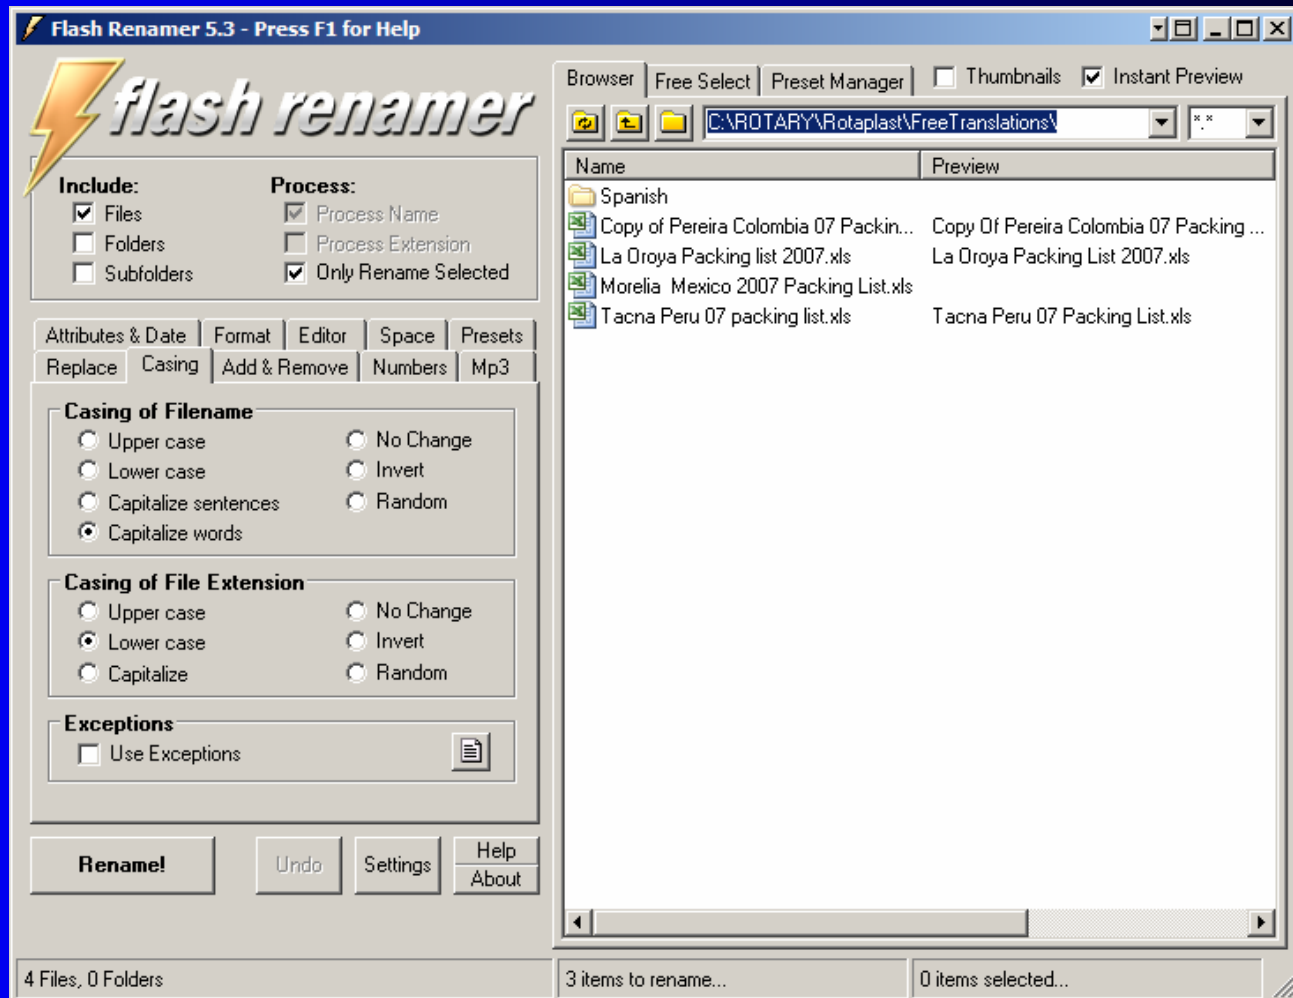 Flash Renamer 5.3 - Press F1 for Help
flash renamer
Include:
Files
Folders
Subfolders
Process:
Process Name
Process Extension
Only Rename Selected
Attributes & Date
Format
Editor
Space
Presets
Replace
Casing
Add & Remove
Numbers
Mp3
Casing of Filename
Upper case
Lower case
Capitalize sentences
Capitalize words
No Change
Invert
Random
Casing of File Extension
Upper case
Lower case
Capitalize
No Change
Invert
Random
Exceptions
Use Exceptions
Rename!
Undo
Settings
Help
About
Browser
Free Select
Preset Manager
Thumbnails
Instant Preview
C:\ROTARY\Rotaplast\FreeTranslations\
*.*
Name Preview
Spanish
Copy of Pereira Colombia 07 Packin... Copy Of Pereira Colombia 07 Packing ...
La Oroya Packing list 2007.xls La Oroya Packing List 2007.xls
Morelia  Mexico 2007 Packing List.xls
Tacna Peru 07 packing list.xls Tacna Peru 07 Packing List.xls
4 Files, 0 Folders
3 items to rename...
0 items selected...